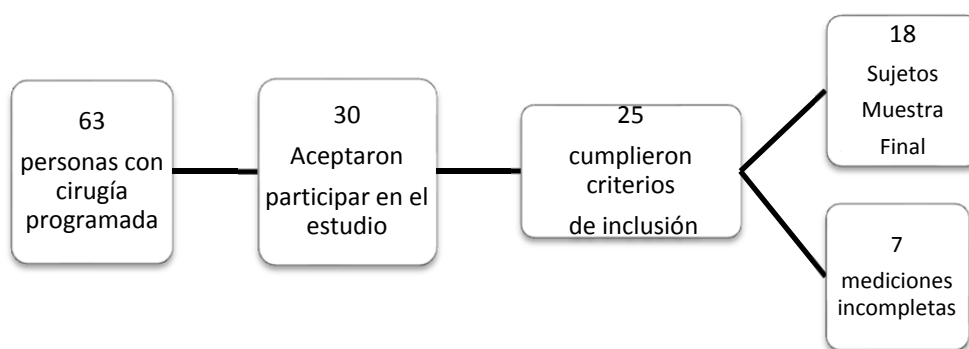 63
personas con
cirugía
programada
30
Aceptaron
participar en el
estudio
25
cumplieron
criterios
de inclusión
18
Sujetos
Muestra
Final
7
mediciones
incompletas